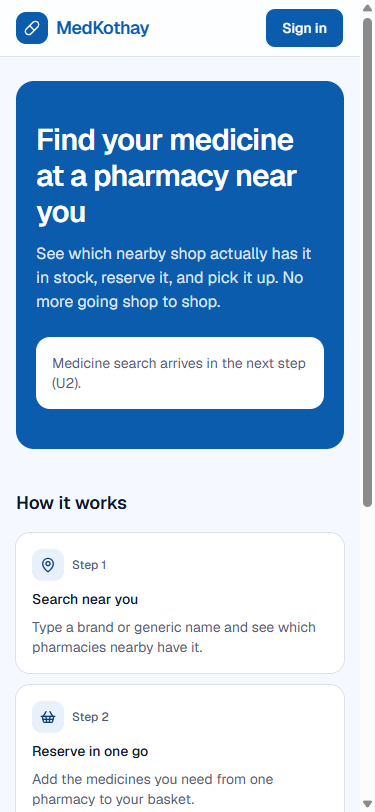 MedKothay
Sign in
Find your medicine
at a pharmacy near
you
See which nearby shop actually has it
in stock, reserve it, and pick it up. No
more going shop to shop.
Medicine search arrives in the next step
(U2).
How it works
Step 1
Search near you
Type a brand or generic name and see which
pharmacies nearby have it.
Step 2
Reserve in one go
Add the medicines you need from one
pharmacy to your basket.